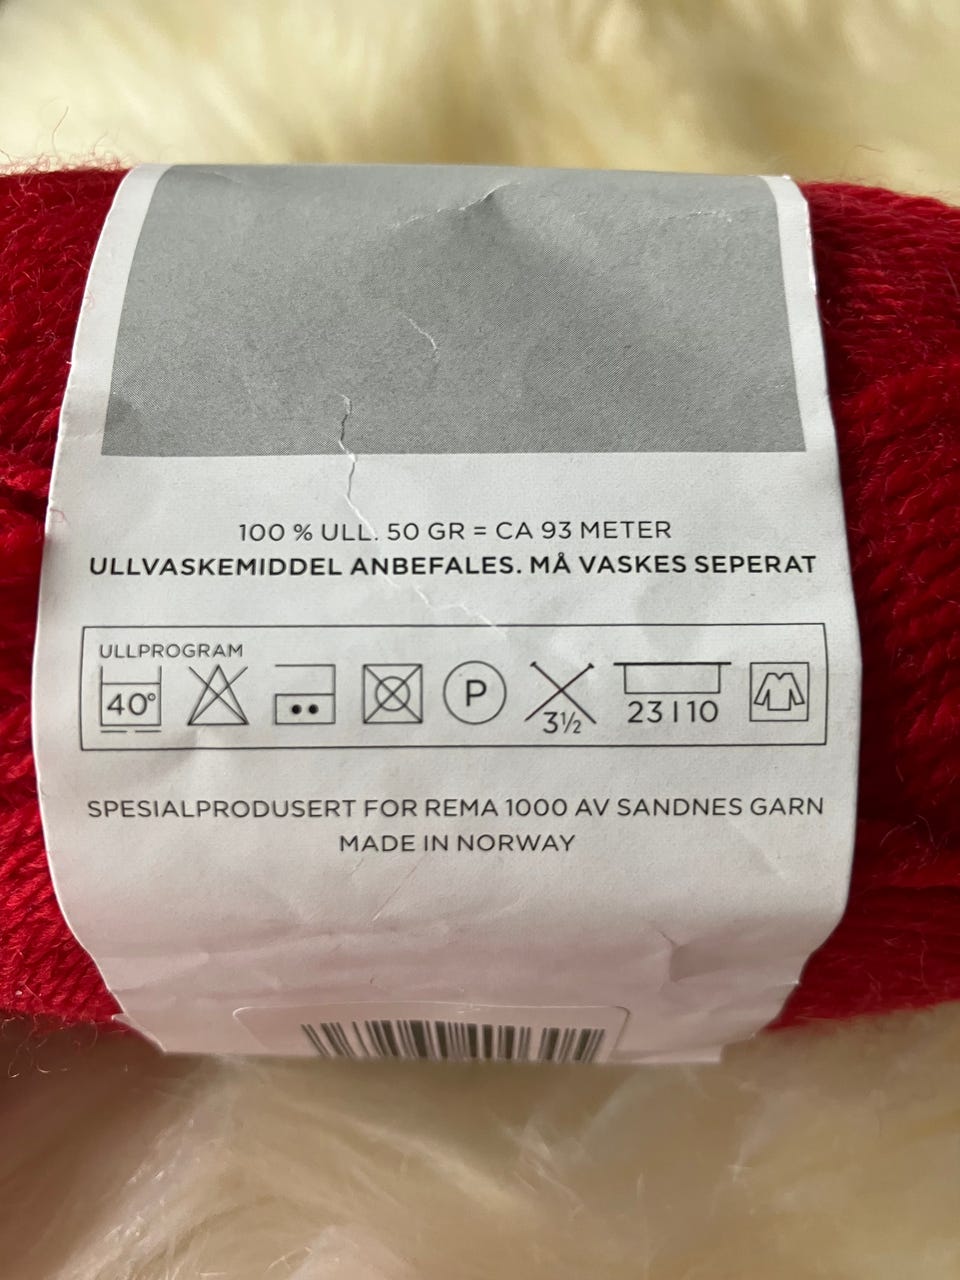 100 % ULL. 50 GR = CA 93 METER
ULLVASKEMIDDEL ANBEFALES. MÅ VASKES SEPERAT
ULLPROGRAM
40° P 3½ 23 | 10
SPESIALPRODUSERT FOR REMA 1000 AV SANDNES GARN
MADE IN NORWAY